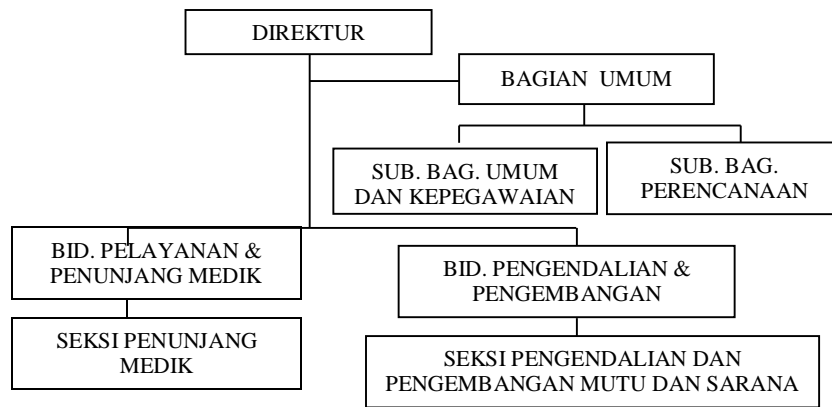 DIREKTUR
BAGIAN UMUM
SUB. BAG. UMUM
DAN KEPEGAWAIAN
SUB. BAG.
PERENCANAAN
BID. PELAYANAN &
PENUNJANG MEDIK
BID. PENGENDALIAN &
PENGEMBANGAN
SEKSI PENUNJANG
MEDIK
SEKSI PENGENDALIAN DAN
PENGEMBANGAN MUTU DAN SARANA